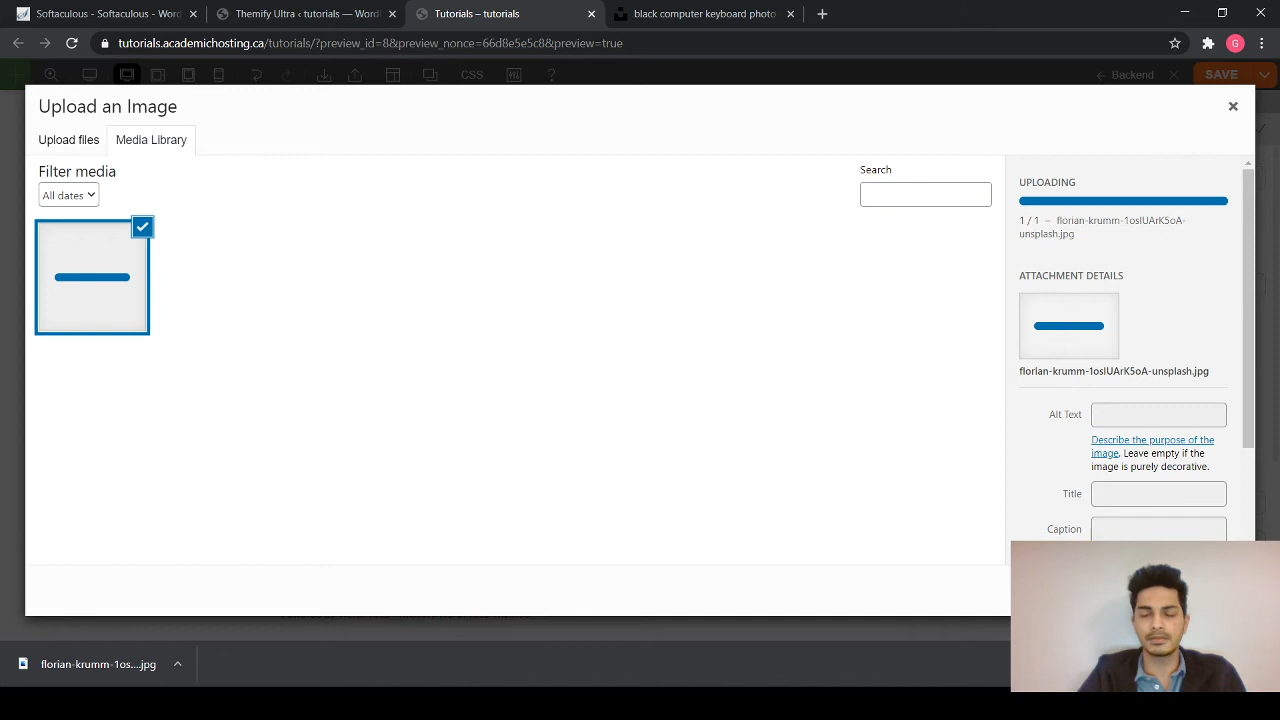 Softaculous - Softaculous - Word
Themify Ultra ‹ tutorials — Word
Tutorials – tutorials
black computer keyboard photo
tutorials.academichosting.ca/tutorials/?preview_id=8&preview_nonce=66d8e5e5c8&preview=true
G
CSS
?
Backend
SAVE
Upload an Image
Upload files
Media Library
Filter media
All dates
Search
UPLOADING
1 / 1 – florian-krumm-1osIUArK5oA-
unsplash.jpg
ATTACHMENT DETAILS
florian-krumm-1osIUArK5oA-unsplash.jpg
Alt Text
Describe the purpose of the
image. Leave empty if the
image is purely decorative.
Title
Caption
florian-krumm-1os....jpg